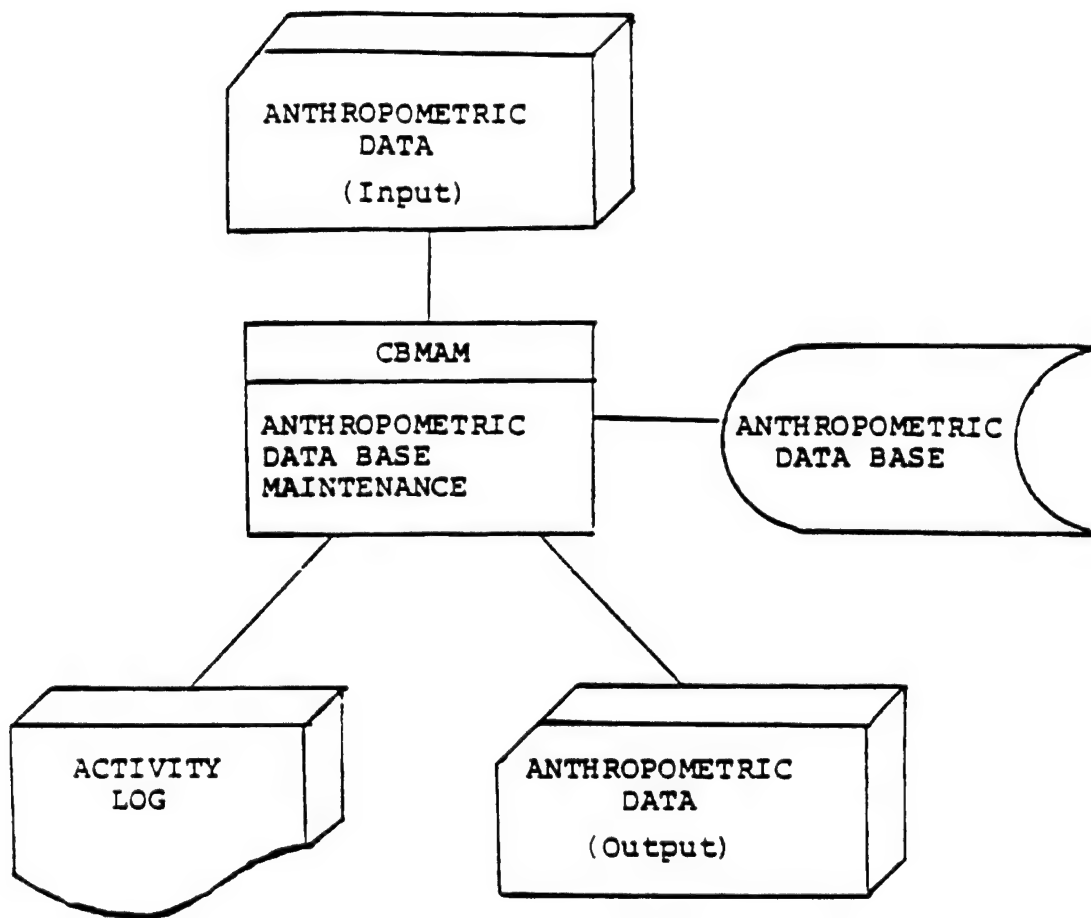 ANTHROPOMETRIC
DATA
(Input)
CBMAM
ANTHROPOMETRIC
DATA BASE
MAINTENANCE
ANTHROPOMETRIC
DATA BASE
ACTIVITY
LOG
ANTHROPOMETRIC
DATA
(Output)